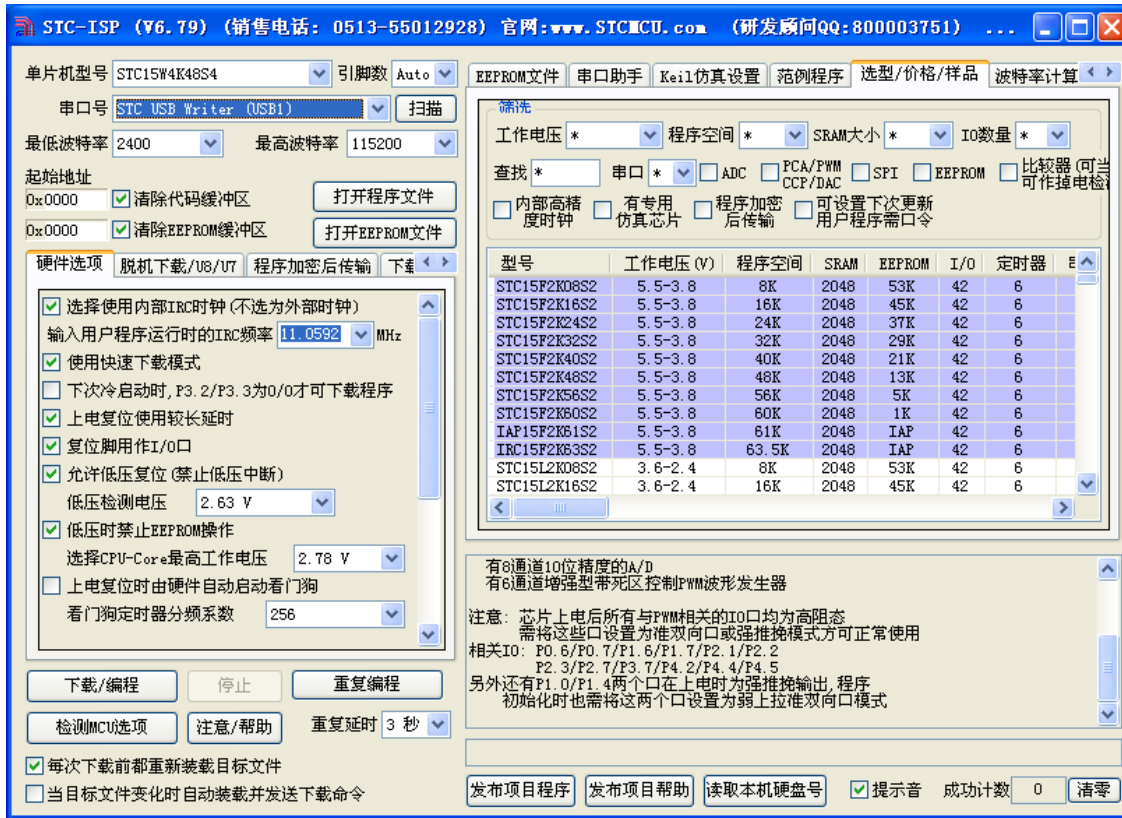 STC-ISP (V6.79) (销售电话: 0513-55012928) 官网:www.STCMCU.com (研发顾问QQ:800003751) ...
单片机型号 STC15W4K48S4 引脚数 Auto
串口号 STC USB Writer (USB1) 扫描
最低波特率 2400 最高波特率 115200
起始地址
0x0000 清除代码缓冲区 打开程序文件
0x0000 清除EEPROM缓冲区 打开EEPROM文件
硬件选项 脱机下载/U8/U7 程序加密后传输
选择使用内部IRC时钟(不选为外部时钟)
输入用户程序运行时的IRC频率 11.0592 MHz
使用快速下载模式
下次冷启动时,P3.2/P3.3为0/0才可下载程序
上电复位使用较长延时
复位脚用作I/O口
允许低压复位(禁止低压中断)
低压检测电压 2.63 V
低压时禁止EEPROM操作
选择CPU-Core最高工作电压 2.78 V
上电复位时由硬件自动启动看门狗
看门狗定时器分频系数 256
下载/编程 停止 重复编程
检测MCU选项 注意/帮助 重复延时 3 秒
每次下载前都重新装载目标文件
当目标文件变化时自动装载并发送下载命令
EEPROM文件 串口助手 Keil仿真设置 范例程序 选型/价格/样品 波特率计算
筛选
工作电压 * 程序空间 * SRAM大小 * IO数量 *
查找 * 串口 * ADC PCA/PWM CCP/DAC SPI EEPROM 比较器(可当
可作掉电检
内部高精度时钟 有专用仿真芯片 程序加密后传输 可设置下次更新用户程序需口令
型号 工作电压(V) 程序空间 SRAM EEPROM I/O 定时器
STC15F2K08S2 5.5-3.8 8K 2048 53K 42 6
STC15F2K16S2 5.5-3.8 16K 2048 45K 42 6
STC15F2K24S2 5.5-3.8 24K 2048 37K 42 6
STC15F2K32S2 5.5-3.8 32K 2048 29K 42 6
STC15F2K40S2 5.5-3.8 40K 2048 21K 42 6
STC15F2K48S2 5.5-3.8 48K 2048 13K 42 6
STC15F2K56S2 5.5-3.8 56K 2048 5K 42 6
STC15F2K60S2 5.5-3.8 60K 2048 1K 42 6
IAP15F2K61S2 5.5-3.8 61K 2048 IAP 42 6
IRC15F2K63S2 5.5-3.8 63.5K 2048 IAP 42 6
STC15L2K08S2 3.6-2.4 8K 2048 53K 42 6
STC15L2K16S2 3.6-2.4 16K 2048 45K 42 6
有8通道10位精度的A/D
有6通道增强型带死区控制PWM波形发生器
注意: 芯片上电后所有与PWM相关的IO口均为高阻态
需将这些口设置为准双向口或强推挽模式方可正常使用
相关IO: P0.6/P0.7/P1.6/P1.7/P2.1/P2.2
P2.3/P2.7/P3.7/P4.2/P4.4/P4.5
另外还有P1.0/P1.4两个口在上电时为强推挽输出,程序
初始化时也需将这两个口设置为弱上拉准双向口模式
发布项目程序 发布项目帮助 读取本机硬盘号 提示音 成功计数 0 清零